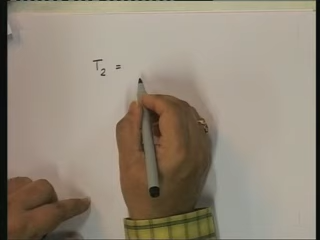 T₂ =